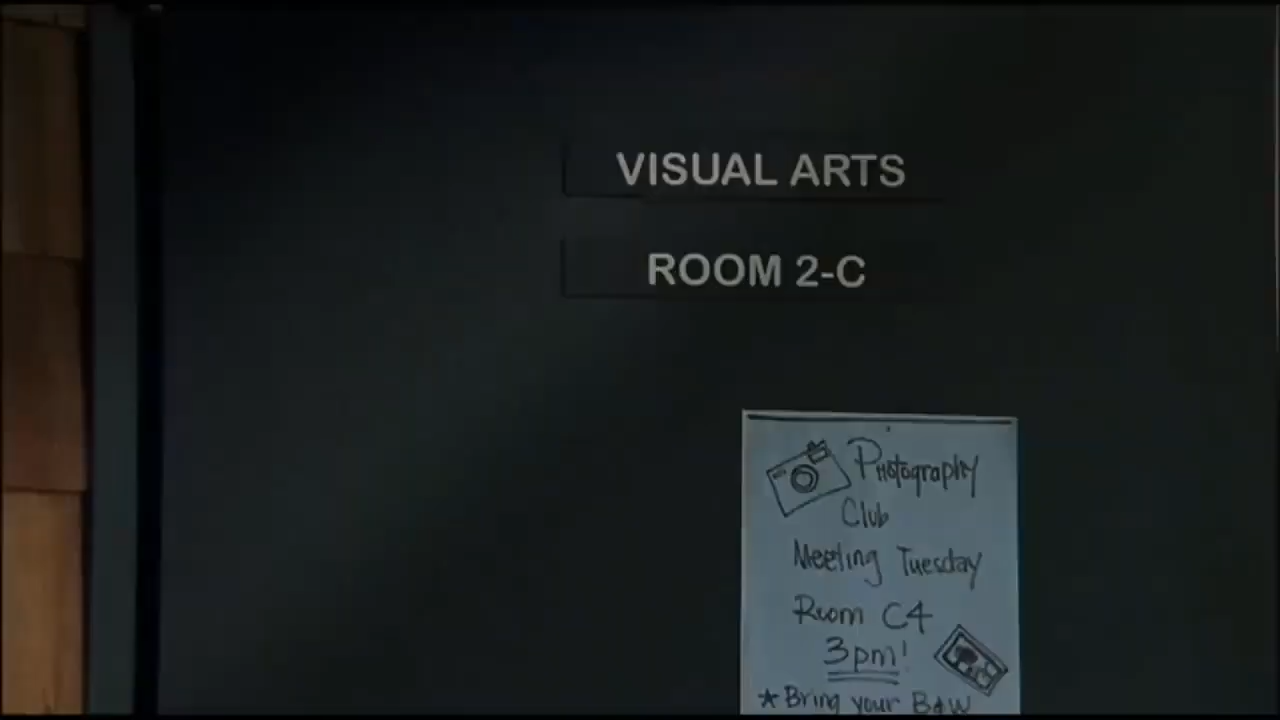 VISUAL ARTS
ROOM 2-C
Photography
Club
Meeting Tuesday
Room C4
3pm!
★ Bring your B&W